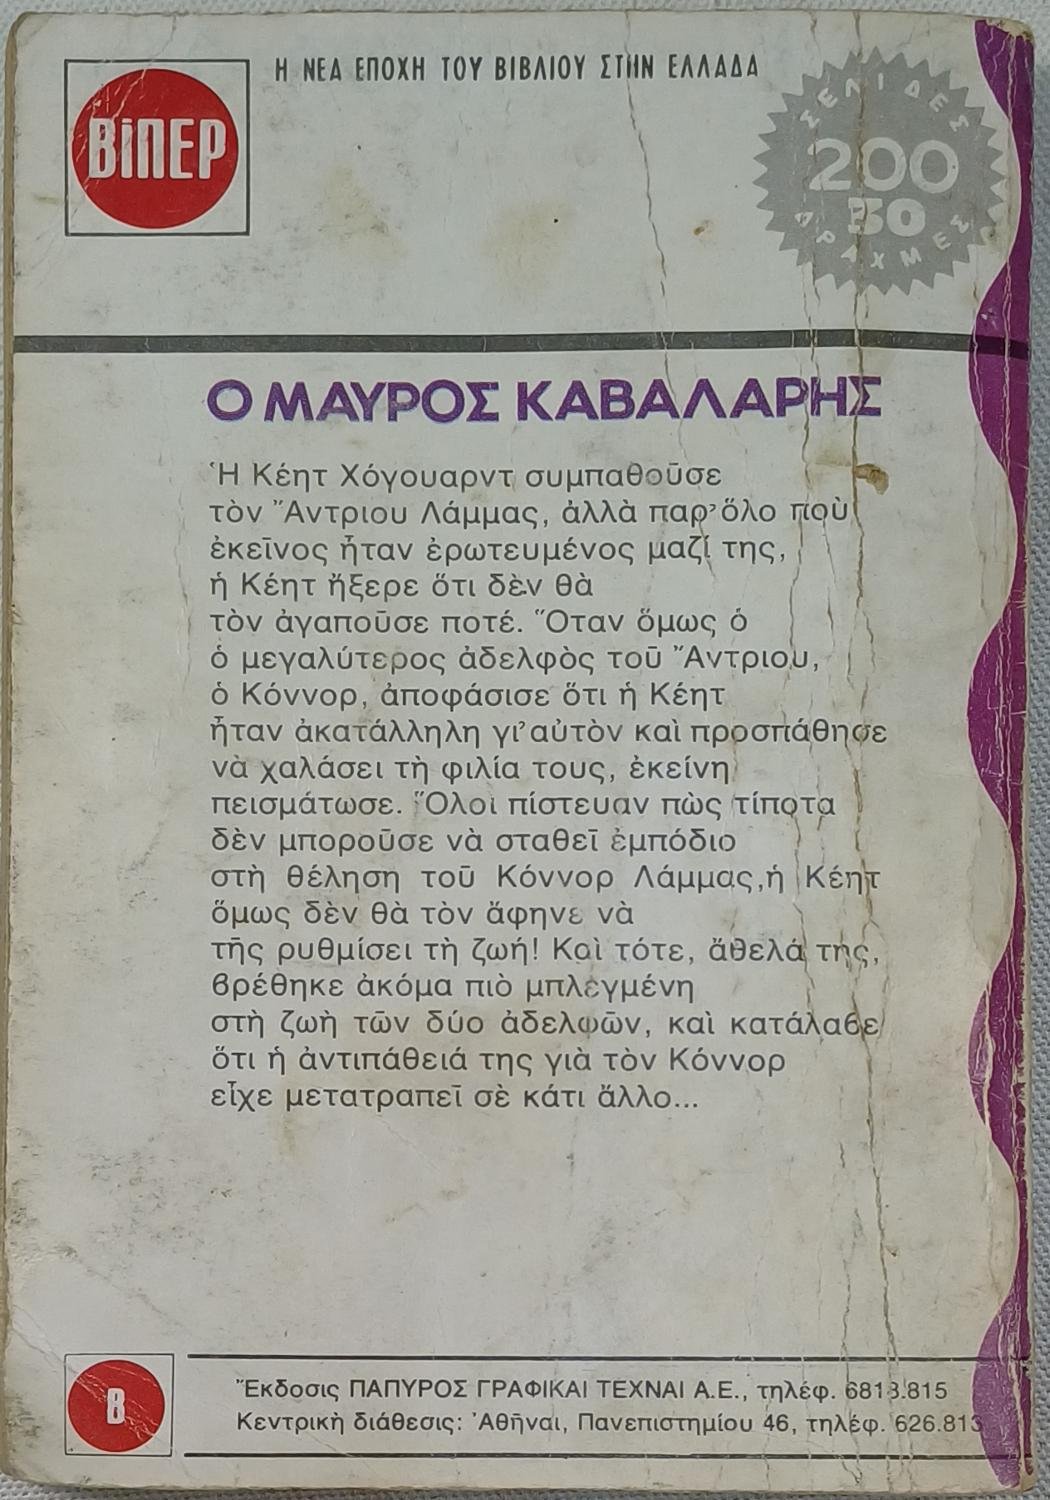 ΒΙΠΕΡ
Η ΝΕΑ ΕΠΟΧΗ ΤΟΥ ΒΙΒΛΙΟΥ ΣΤΗΝ ΕΛΛΑΔΑ
ΣΕΛΙΔΕΣ
200
50
ΔΡΑΧΜΕΣ
Ο ΜΑΥΡΟΣ ΚΑΒΑΛΑΡΗΣ
Ἡ Κέητ Χόγουαρντ συμπαθοῦσε
τὸν Ἄντριου Λάμμας, ἀλλὰ παρ' ὅλο ποὺ
ἐκεῖνος ἦταν ἐρωτευμένος μαζί της,
ἡ Κέητ ἤξερε ὅτι δὲν θὰ
τὸν ἀγαποῦσε ποτέ. Ὅταν ὅμως ὁ
ὁ μεγαλύτερος ἀδελφὸς τοῦ Ἄντριου,
ὁ Κόννορ, ἀποφάσισε ὅτι ἡ Κέητ
ἦταν ἀκατάλληλη γι' αὐτὸν καὶ προσπάθησε
νὰ χαλάσει τὴ φιλία τους, ἐκείνη
πεισμάτωσε. Ὅλοι πίστευαν πὼς τίποτα
δὲν μποροῦσε νὰ σταθεῖ ἐμπόδιο
στὴ θέληση τοῦ Κόννορ Λάμμας,ἡ Κέητ
ὅμως δὲν θὰ τὸν ἄφηνε νὰ
τῆς ρυθμίσει τὴ ζωή! Καὶ τότε, ἄθελά της,
βρέθηκε ἀκόμα πιὸ μπλεγμένη
στὴ ζωὴ τῶν δύο ἀδελφῶν, καὶ κατάλαβε
ὅτι ἡ ἀντιπάθειά της γιὰ τὸν Κόννορ
εἶχε μετατραπεῖ σὲ κάτι ἄλλο...
Β
Ἔκδοσις ΠΑΠΥΡΟΣ ΓΡΑΦΙΚΑΙ ΤΕΧΝΑΙ Α.Ε., τηλέφ. 6813.815
Κεντρικὴ διάθεσις: Ἀθῆναι, Πανεπιστημίου 46, τηλέφ. 626.813